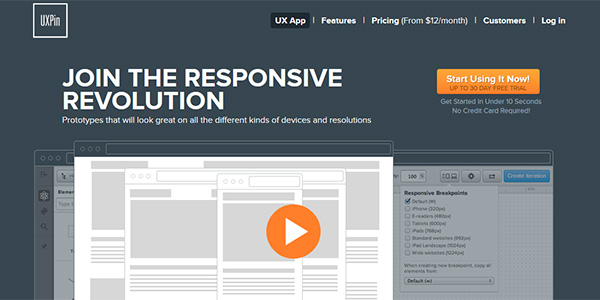 UXPin
UX App | Features | Pricing (From $12/month) | Customers | Log in
JOIN THE RESPONSIVE
REVOLUTION
Prototypes that will look great on all the different kinds of devices and resolutions
Start Using It Now!
UP TO 30 DAY FREE TRIAL
Get Started in Under 10 Seconds
No Credit Card Required!
100 %
Create Iteration
Elemen
Type
Responsive Breakpoints
Default (w)
iPhone (320px)
E-readers (480px)
Tablets (600px)
iPads (768px)
Standard websites (992px)
iPad Landscape (1024px)
Wide websites (1224px)
When creating new breakpoint, copy all
elements from:
Default (w)